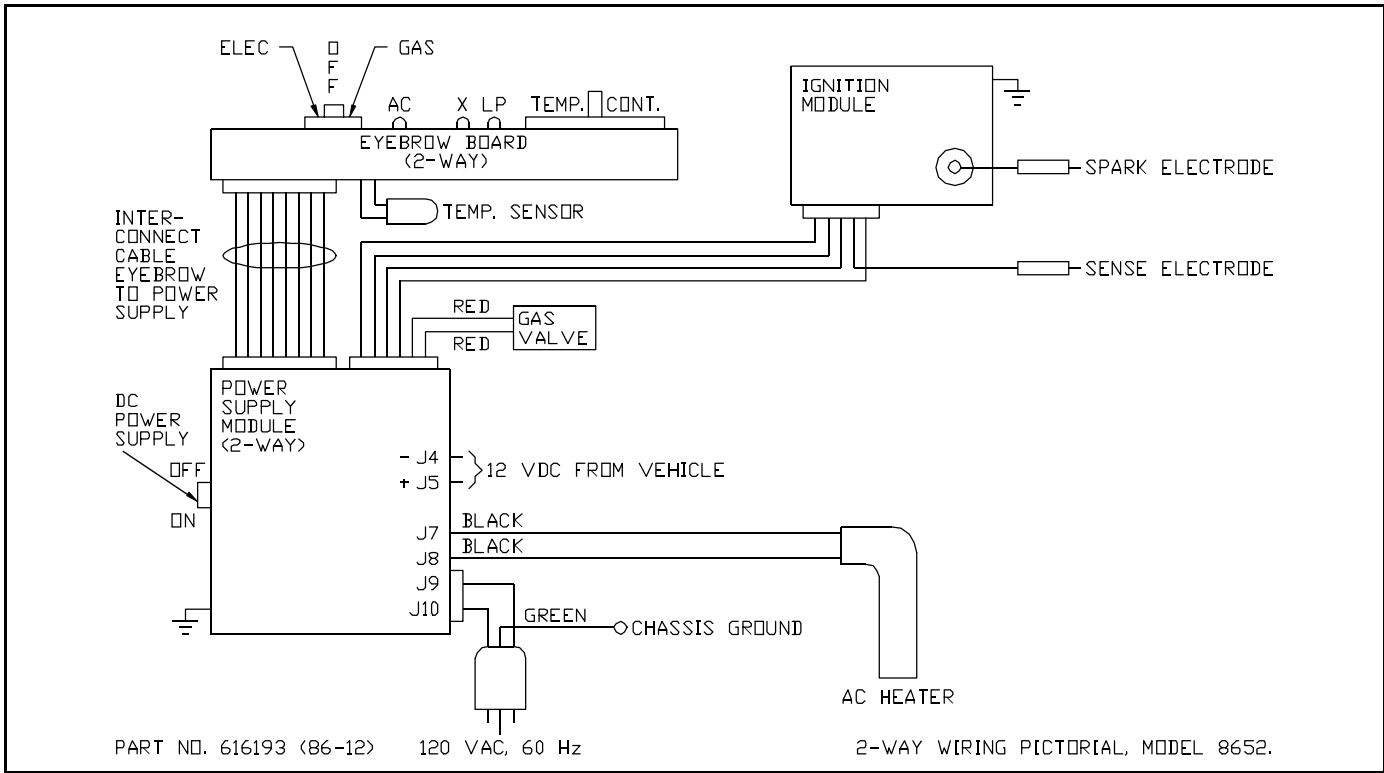 ELEC
OFF
GAS
AC
X
LP
TEMP.
CONT.
EYEBROW BOARD
(2-WAY)
IGNITION
MODULE
SPARK ELECTRODE
TEMP. SENSOR
INTER-
CONNECT
CABLE
EYEBROW
TO POWER
SUPPLY
SENSE ELECTRODE
RED
GAS
VALVE
RED
POWER
SUPPLY
MODULE
(2-WAY)
DC
POWER
SUPPLY
OFF
ON
- J4
+ J5
12 VDC FROM VEHICLE
J7
BLACK
J8
BLACK
J9
J10
GREEN
CHASSIS GROUND
AC HEATER
PART NO. 616193 (86-12)
120 VAC, 60 Hz
2-WAY WIRING PICTORIAL, MODEL 8652.